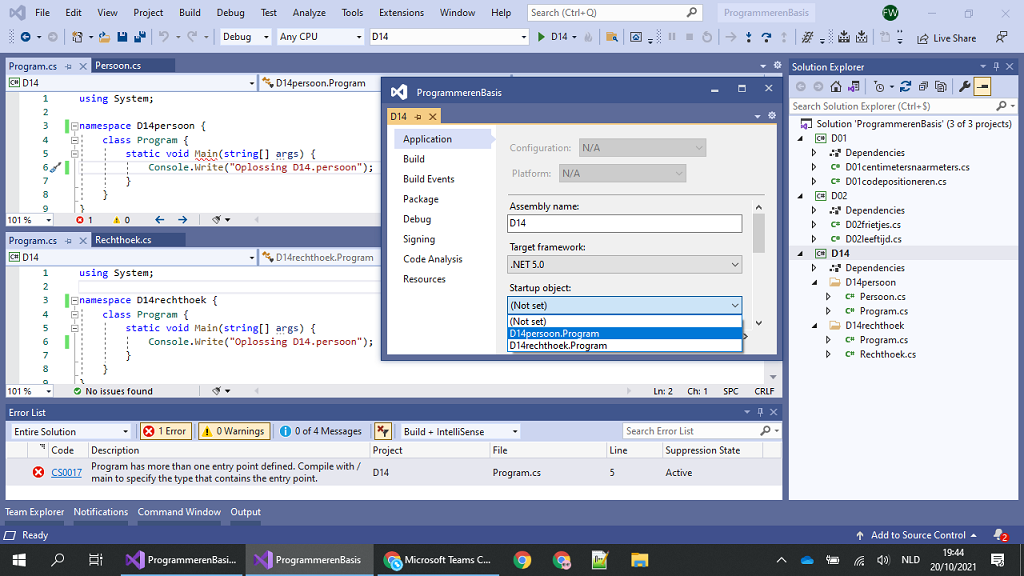 File Edit View Project Build Debug Test Analyze Tools Extensions Window Help Search (Ctrl+Q) ProgrammerenBasis FW
Debug Any CPU D14 D14 Live Share
Program.cs Persoon.cs
D14 D14persoon.Program
1 using System;
2
3 namespace D14persoon {
4 class Program {
5 static void Main(string[] args) {
6 Console.Write("Oplossing D14.persoon");
7 }
8 }
9 }
101 % 1 0
Program.cs Rechthoek.cs
D14 D14rechthoek.Program
1 using System;
2
3 namespace D14rechthoek {
4 class Program {
5 static void Main(string[] args) {
6 Console.Write("Oplossing D14.persoon");
7 }
8 }
9 }
101 % No issues found Ln: 2 Ch: 1 SPC CRLF
ProgrammerenBasis
D14
Application
Build
Build Events
Package
Debug
Signing
Code Analysis
Resources
Configuration: N/A
Platform: N/A
Assembly name:
D14
Target framework:
.NET 5.0
Startup object:
(Not set)
(Not set)
D14persoon.Program
D14rechthoek.Program
Solution Explorer
Search Solution Explorer (Ctrl+$)
Solution 'ProgrammerenBasis' (3 of 3 projects)
D01
Dependencies
D01centimetersnaarmeters.cs
D01codepositioneren.cs
D02
Dependencies
D02frietjes.cs
D02leeftijd.cs
D14
Dependencies
D14persoon
Persoon.cs
Program.cs
D14rechthoek
Program.cs
Rechthoek.cs
Error List
Entire Solution 1 Error 0 Warnings 0 of 4 Messages Build + IntelliSense Search Error List
Code Description Project File Line Suppression State
CS0017 Program has more than one entry point defined. Compile with / D14 Program.cs 5 Active
main to specify the type that contains the entry point.
Team Explorer Notifications Command Window Output
Ready Add to Source Control 2
ProgrammerenBasi... ProgrammerenBasis Microsoft Teams C... NLD 19:44
20/10/2021